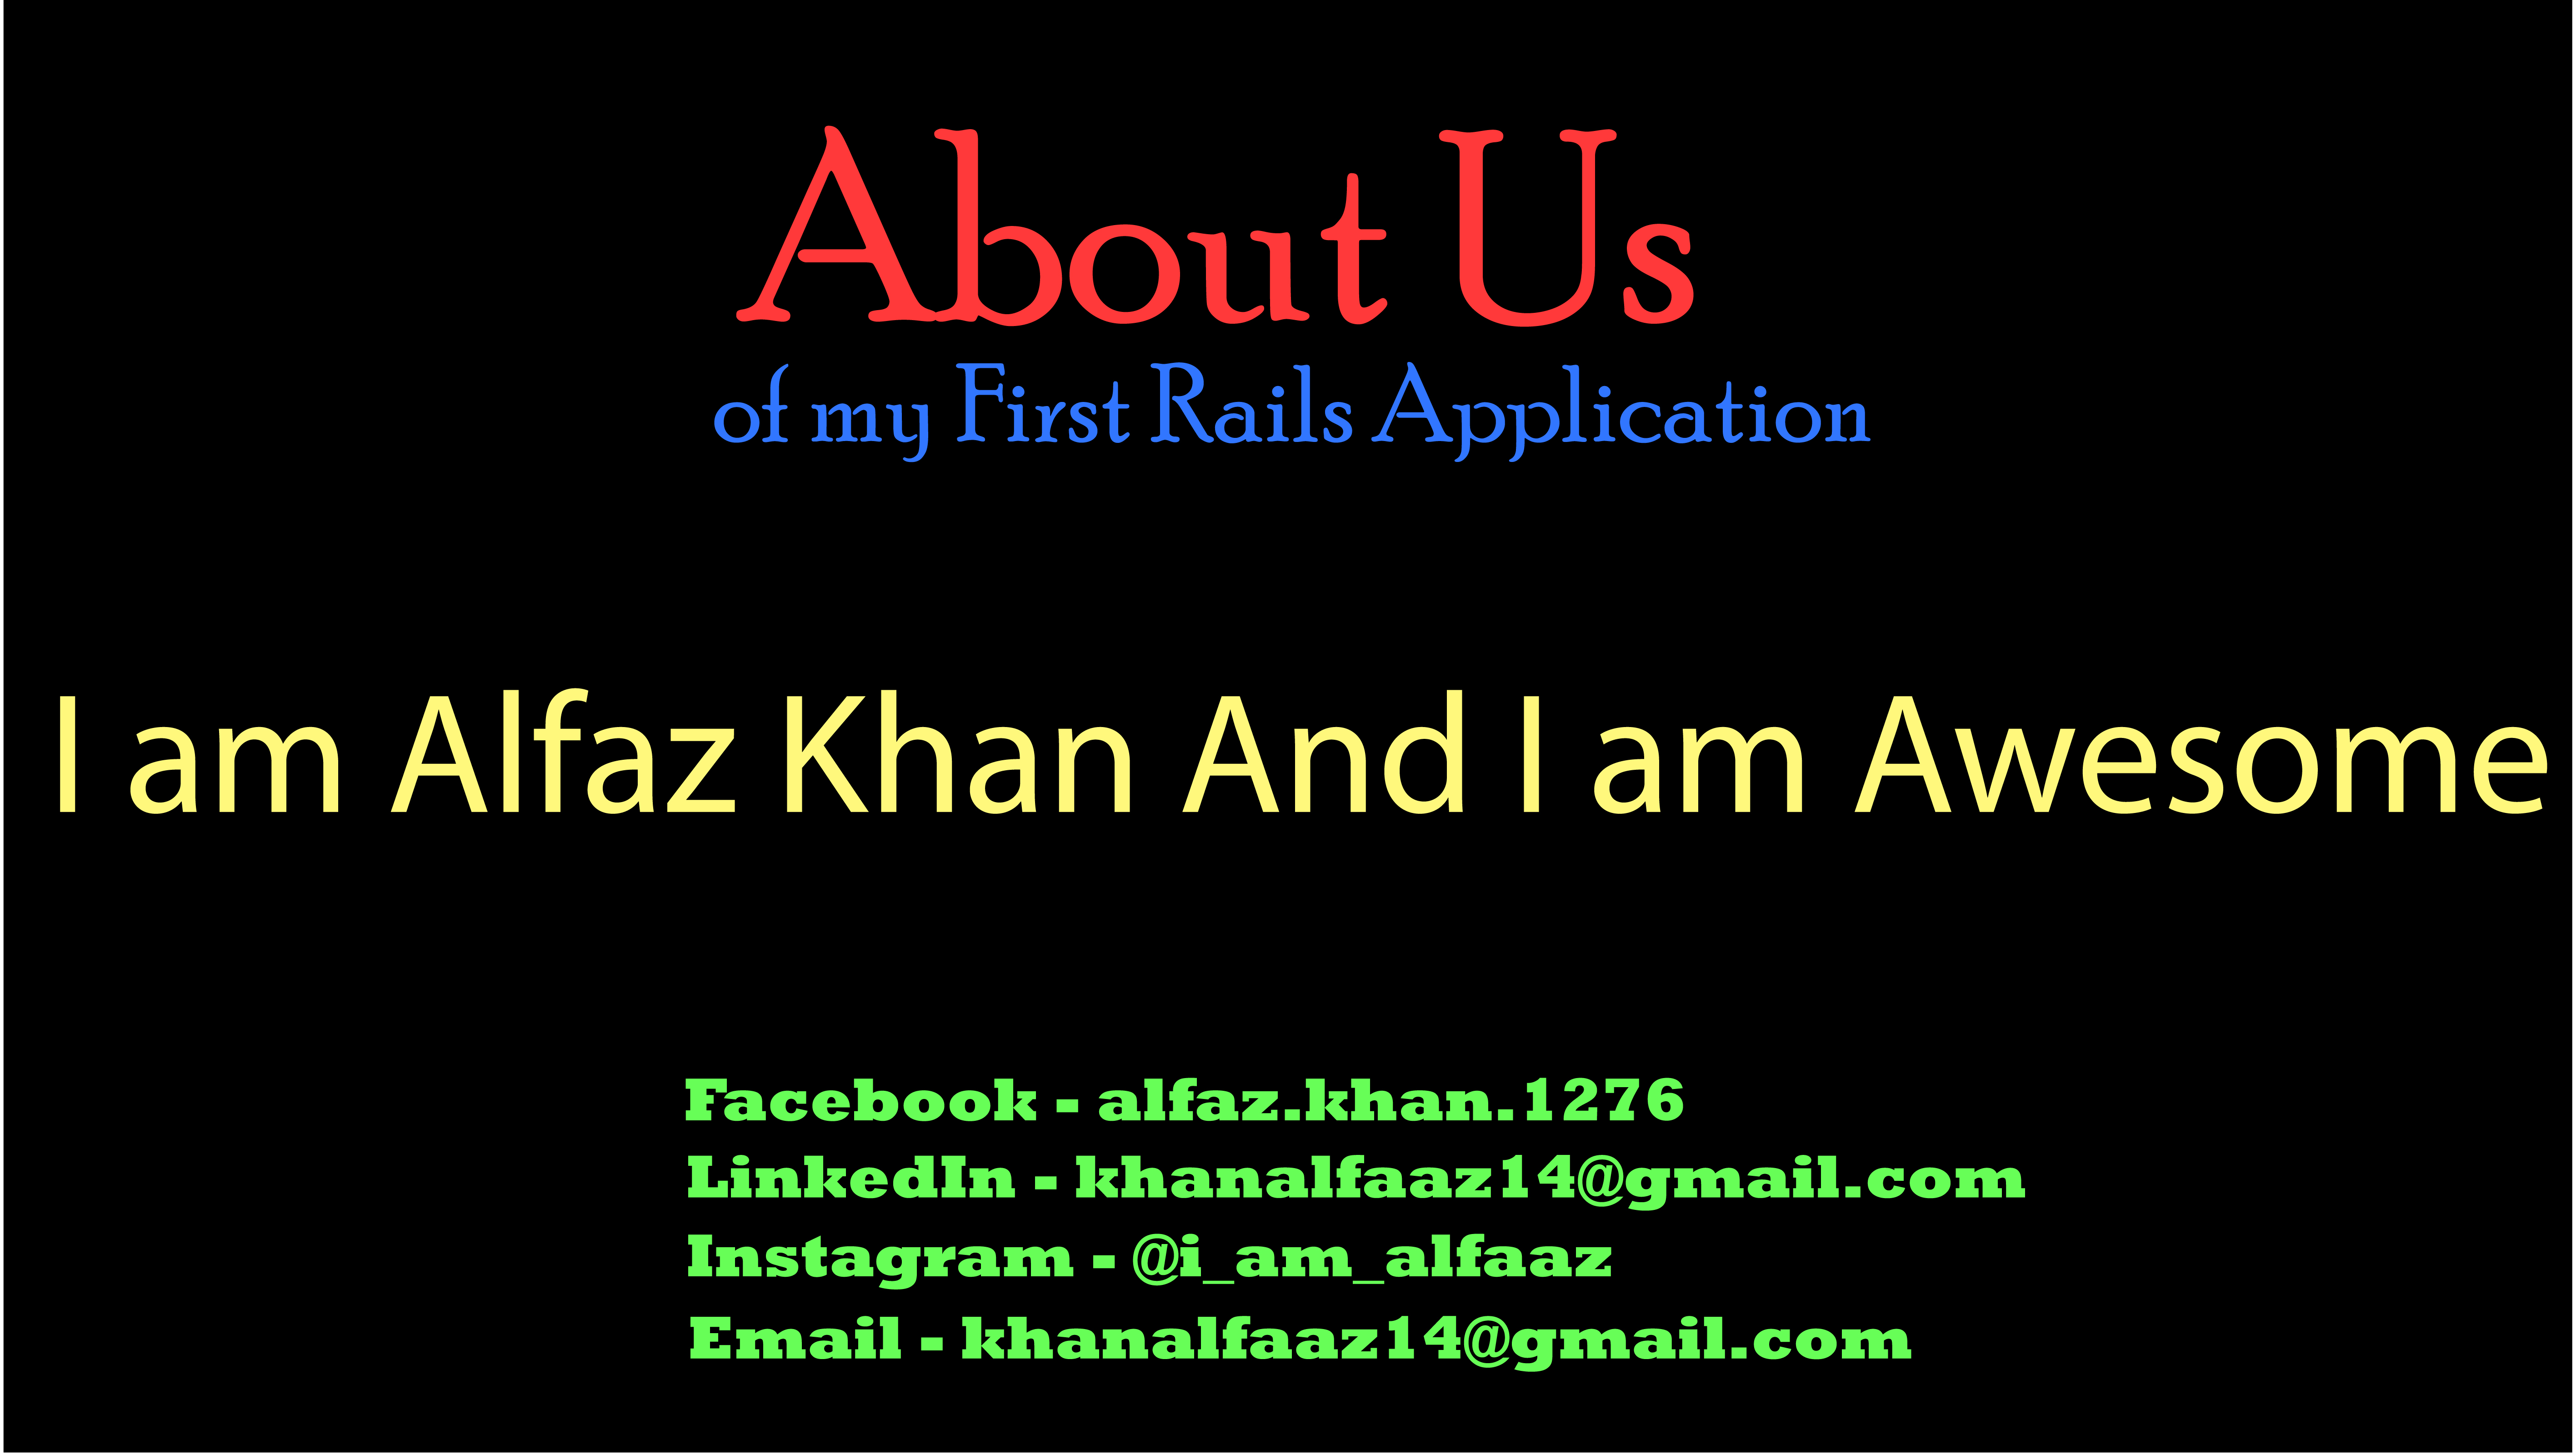 About Us
of my First Rails Application
I am Alfaz Khan And I am Awesome
Facebook - alfaz.khan.1276
LinkedIn - khanalfaaz14@gmail.com
Instagram - @i_am_alfaaz
Email - khanalfaaz14@gmail.com